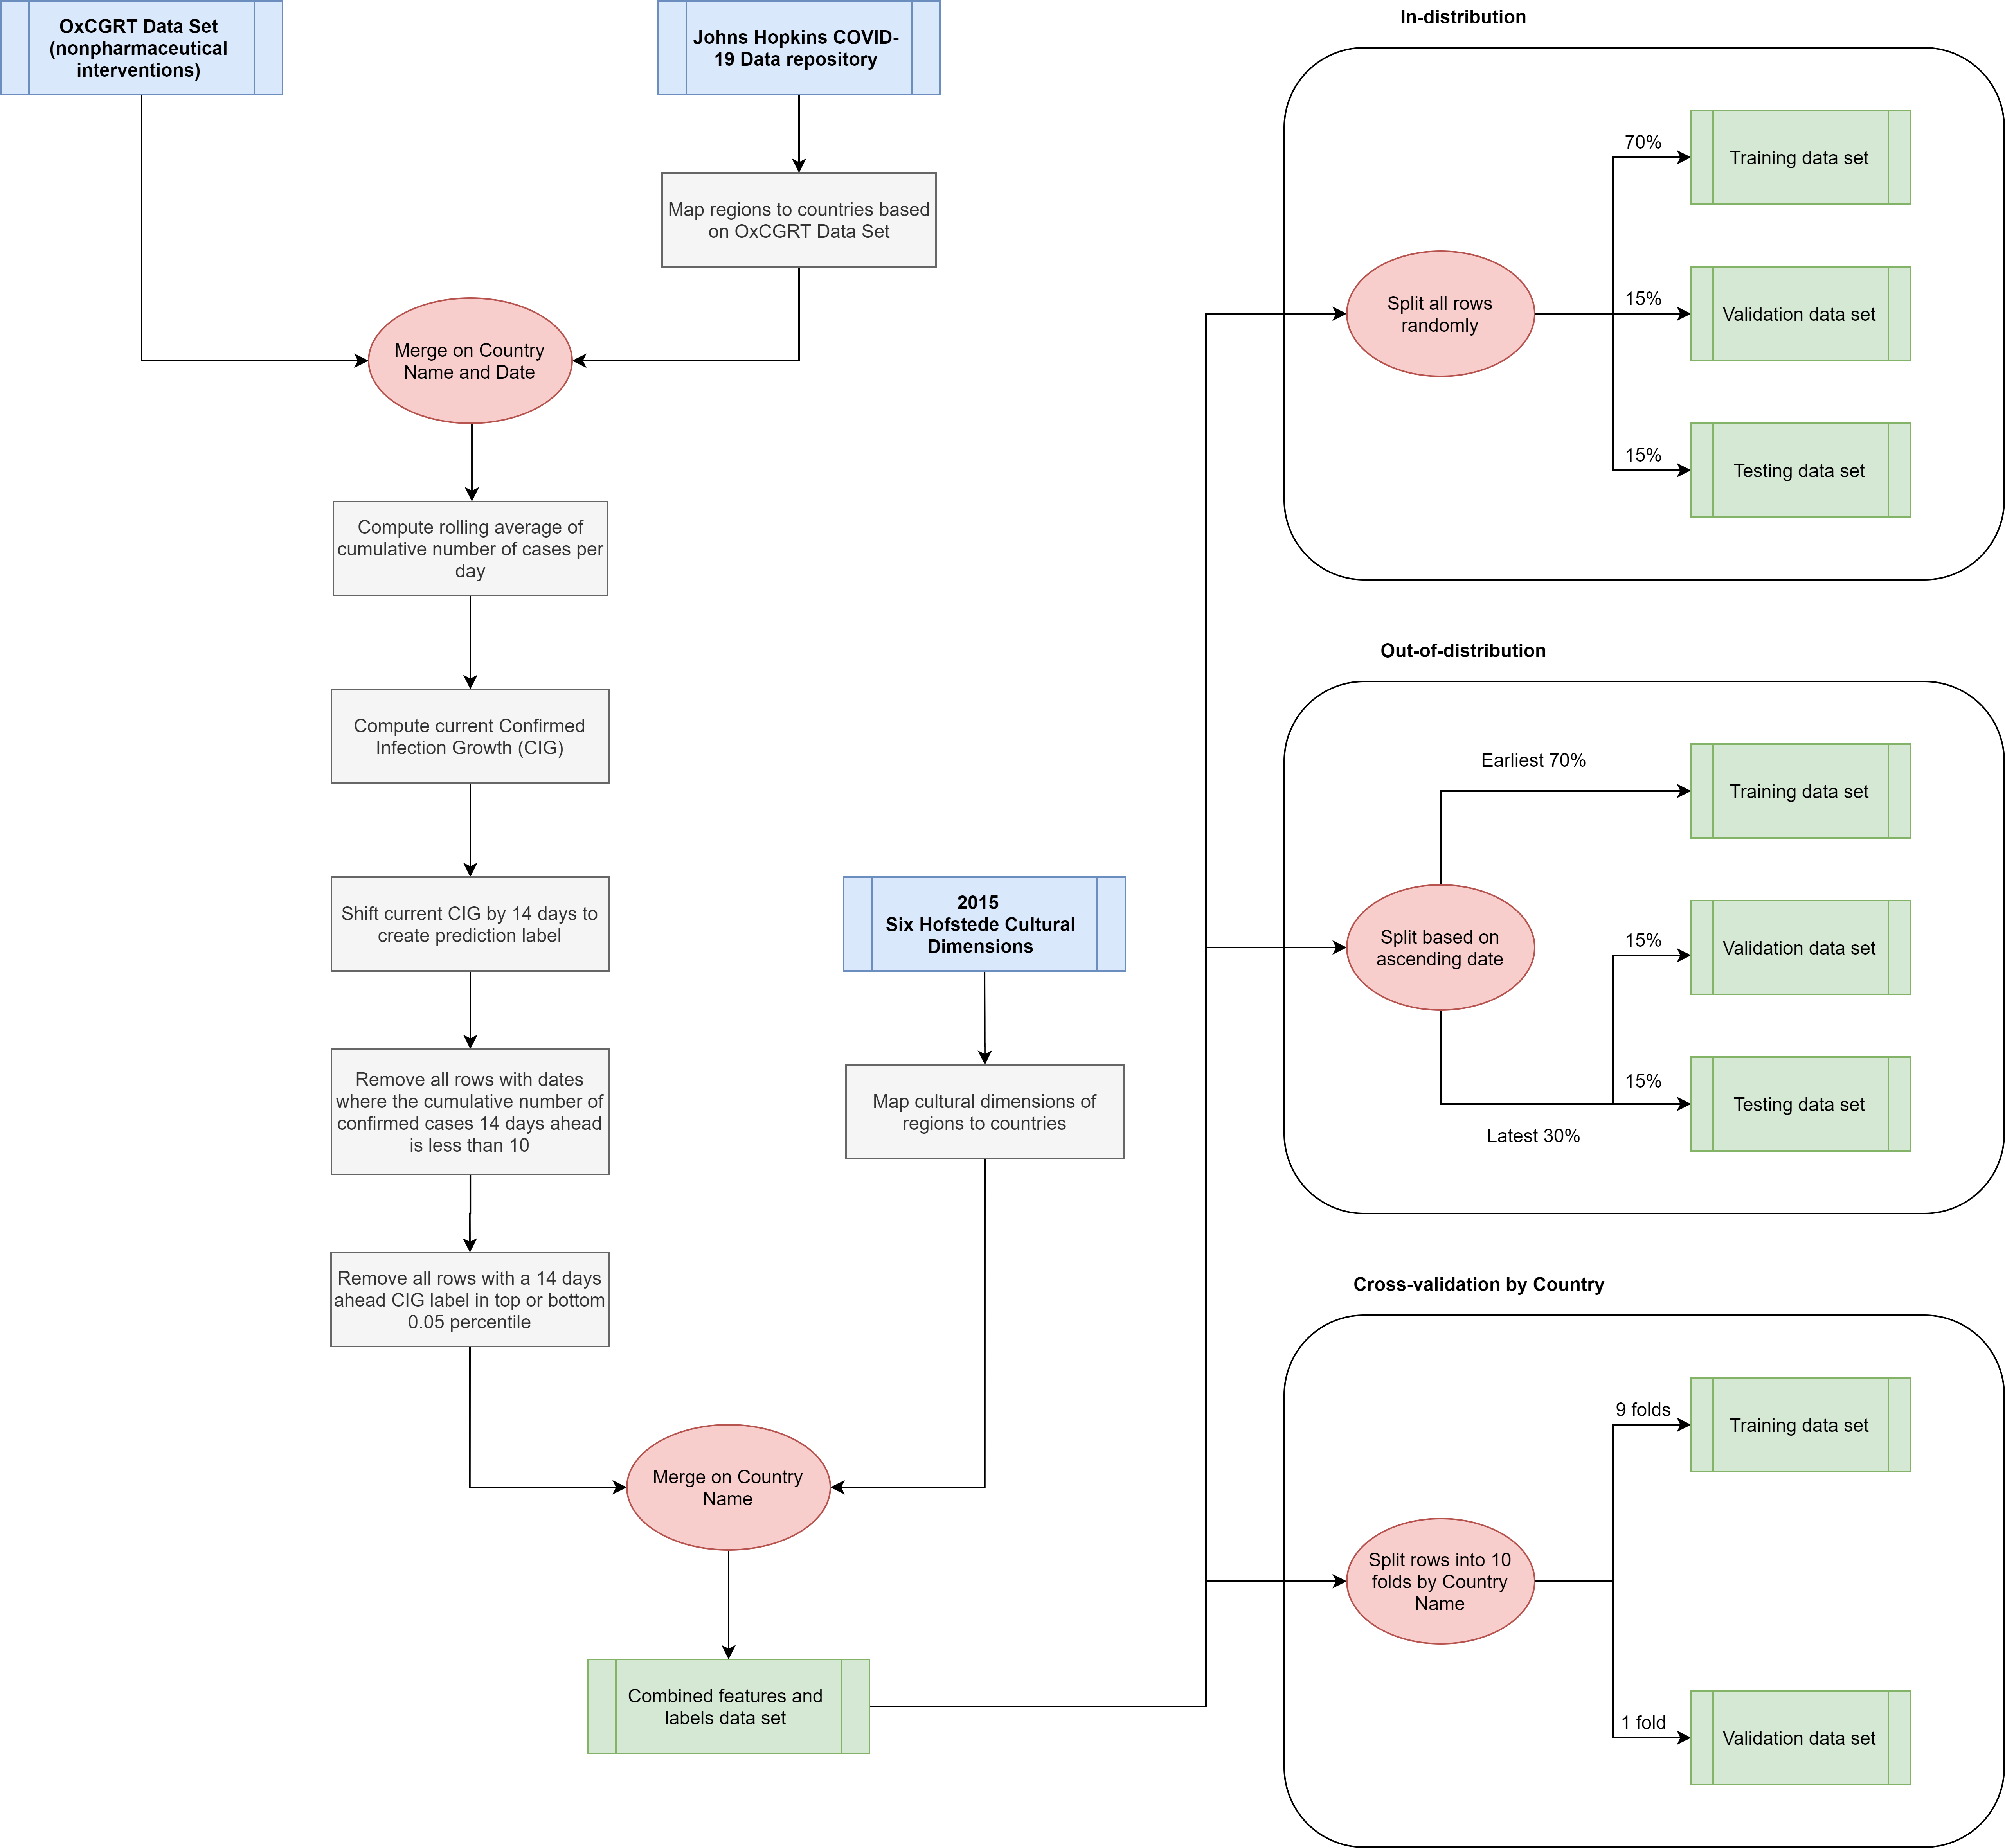 OxCGRT Data Set
(nonpharmaceutical
interventions)
Johns Hopkins COVID-
19 Data repository
Map regions to countries based
on OxCGRT Data Set
Merge on Country
Name and Date
Compute rolling average of
cumulative number of cases per
day
Compute current Confirmed
Infection Growth (CIG)
Shift current CIG by 14 days to
create prediction label
Remove all rows with dates
where the cumulative number of
confirmed cases 14 days ahead
is less than 10
Remove all rows with a 14 days
ahead CIG label in top or bottom
0.05 percentile
2015
Six Hofstede Cultural
Dimensions
Map cultural dimensions of
regions to countries
Merge on Country
Name
Combined features and
labels data set
In-distribution
Split all rows
randomly
70%
Training data set
15%
Validation data set
15%
Testing data set
Out-of-distribution
Split based on
ascending date
Earliest 70%
Training data set
15%
Validation data set
15%
Testing data set
Latest 30%
Cross-validation by Country
Split rows into 10
folds by Country
Name
9 folds
Training data set
1 fold
Validation data set